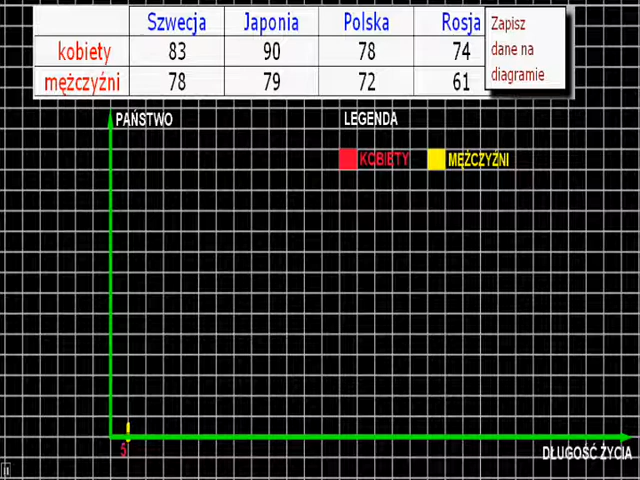 Szwecja Japonia Polska Rosja
kobiety 83 90 78 74
mężczyźni 78 79 72 61
Zapisz
dane na
diagramie
PAŃSTWO
LEGENDA
KOBIETY MĘŻCZYŹNI
5
DŁUGOŚĆ ŻYCIA